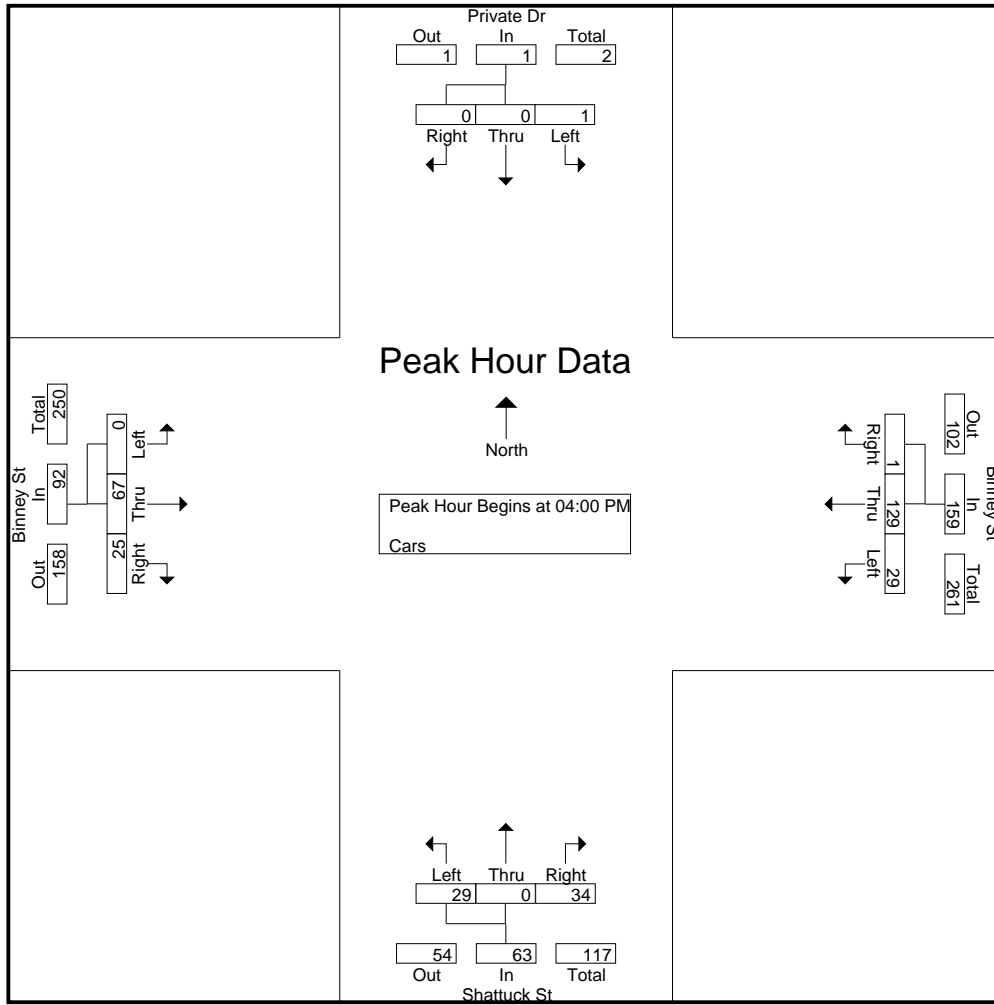 Private Dr
Out In Total
1 1 2
0 0 1
Right Thru Left
Peak Hour Data
North
Peak Hour Begins at 04:00 PM
Cars
Binney St
Total In Out
250 92 158
0 67 25
Left Thru Right
Right Thru Left
1 129 29
102 159 261
Out In Total
Binney St
Left Thru Right
29 0 34
54 63 117
Out In Total
Shattuck St